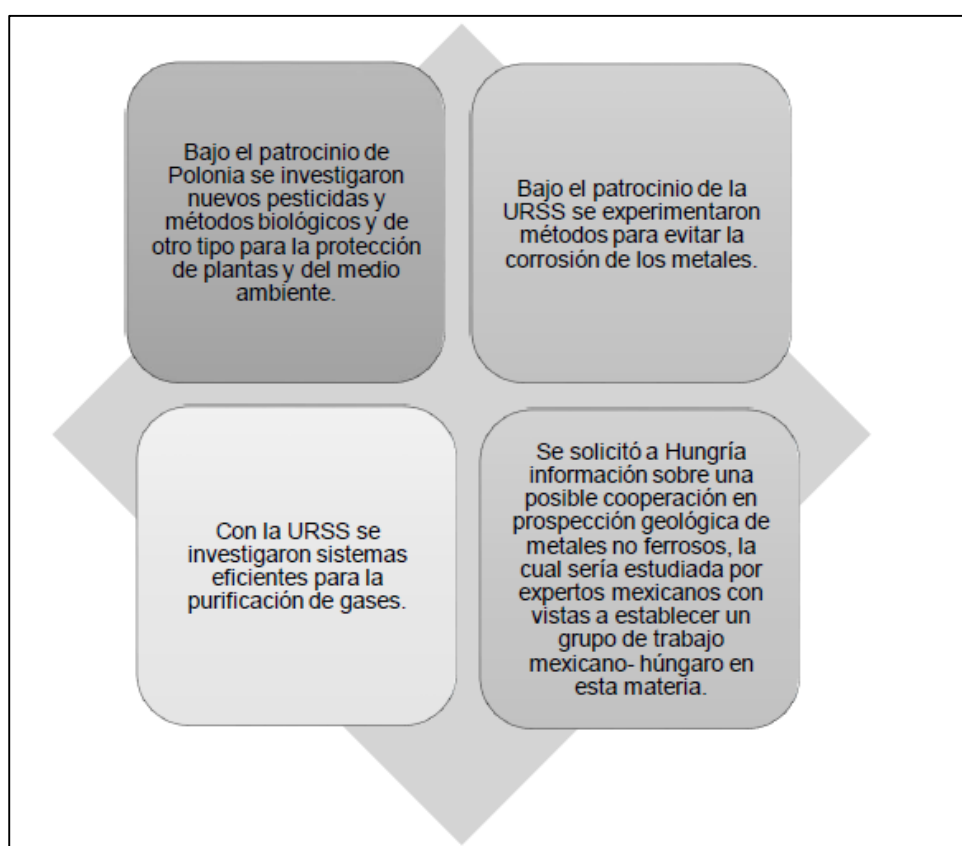 Bajo el patrocinio de
Polonia se investigaron
nuevos pesticidas y
métodos biológicos y de
otro tipo para la protección
de plantas y del medio
ambiente.
Bajo el patrocinio de la
URSS se experimentaron
métodos para evitar la
corrosión de los metales.
Con la URSS se
investigaron sistemas
eficientes para la
purificación de gases.
Se solicitó a Hungría
información sobre una
posible cooperación en
prospección geológica de
metales no ferrosos, la
cual sería estudiada por
expertos mexicanos con
vistas a establecer un
grupo de trabajo
mexicano- húngaro en
esta materia.